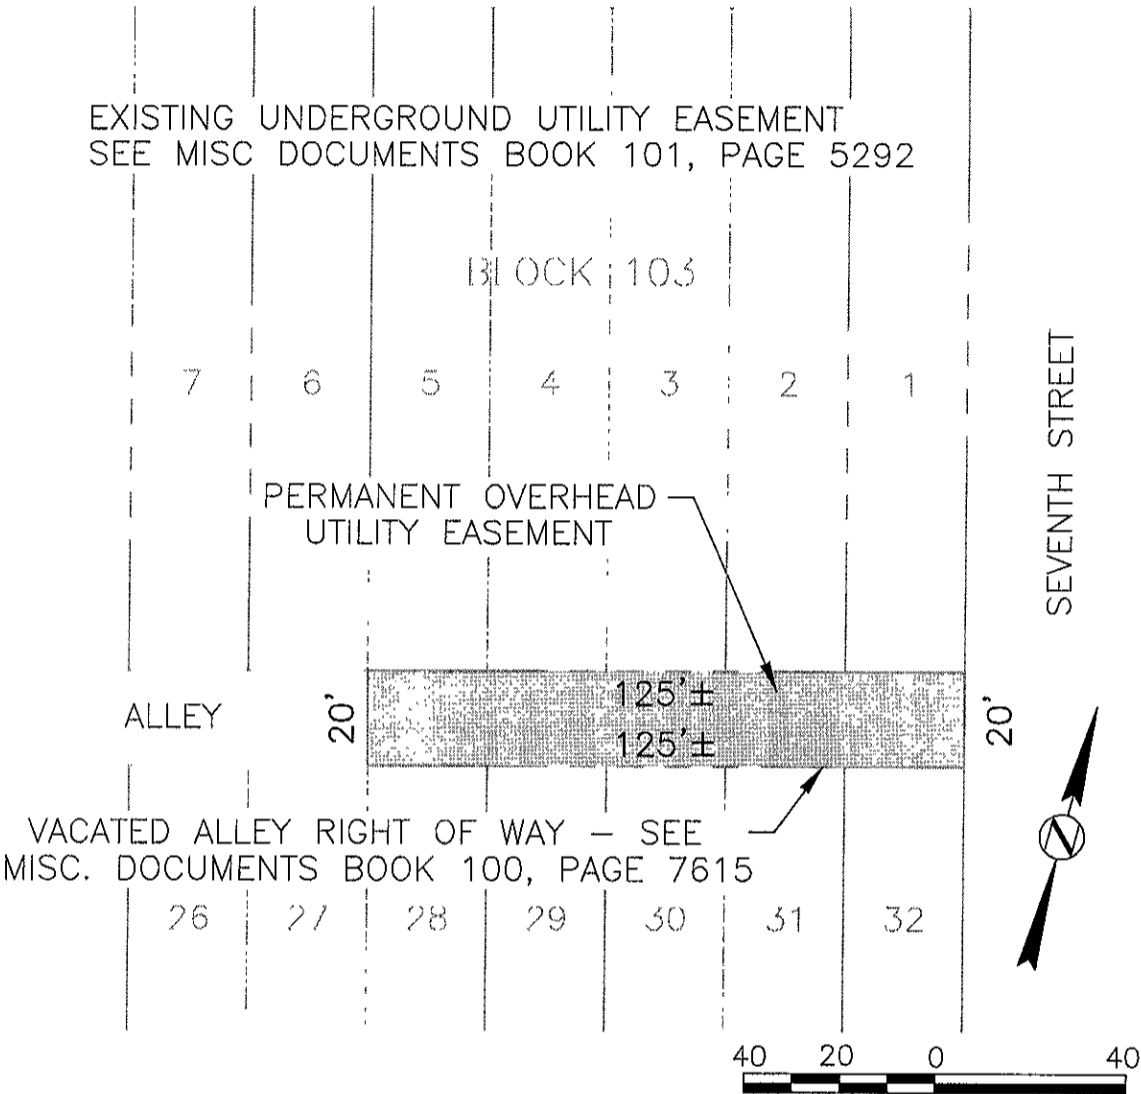 EXISTING UNDERGROUND UTILITY EASEMENT
SEE MISC DOCUMENTS BOOK 101, PAGE 5292
BLOCK 103
7 6 5 4 3 2 1
SEVENTH STREET
PERMANENT OVERHEAD
UTILITY EASEMENT
ALLEY
20'
125'±
125'±
20'
VACATED ALLEY RIGHT OF WAY – SEE
MISC. DOCUMENTS BOOK 100, PAGE 7615
N
26 27 28 29 30 31 32
40 20 0 40